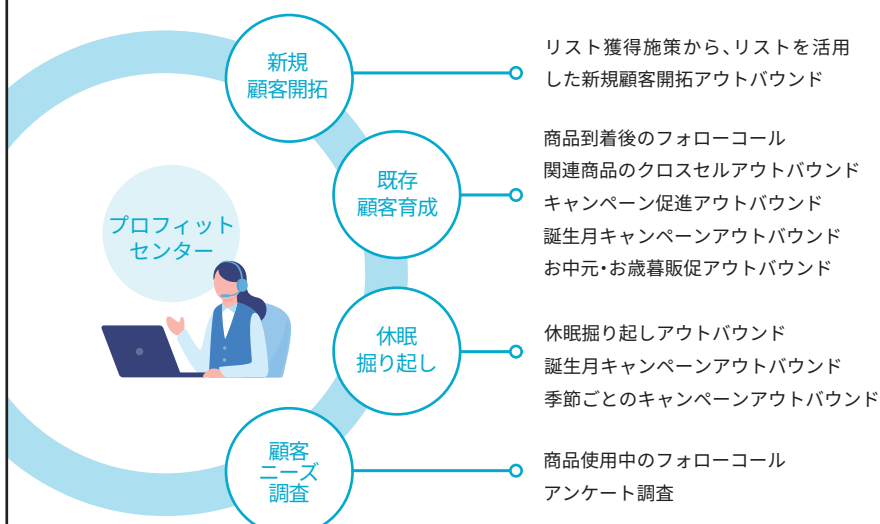 新規
顧客開拓
リスト獲得施策から、リストを活用
した新規顧客開拓アウトバウンド
既存
顧客育成
商品到着後のフォローコール
関連商品のクロスセルアウトバウンド
キャンペーン促進アウトバウンド
誕生月キャンペーンアウトバウンド
お中元・お歳暮販促アウトバウンド
プロフィット
センター
休眠
掘り起し
休眠掘り起しアウトバウンド
誕生月キャンペーンアウトバウンド
季節ごとのキャンペーンアウトバウンド
顧客
ニーズ
調査
商品使用中のフォローコール
アンケート調査